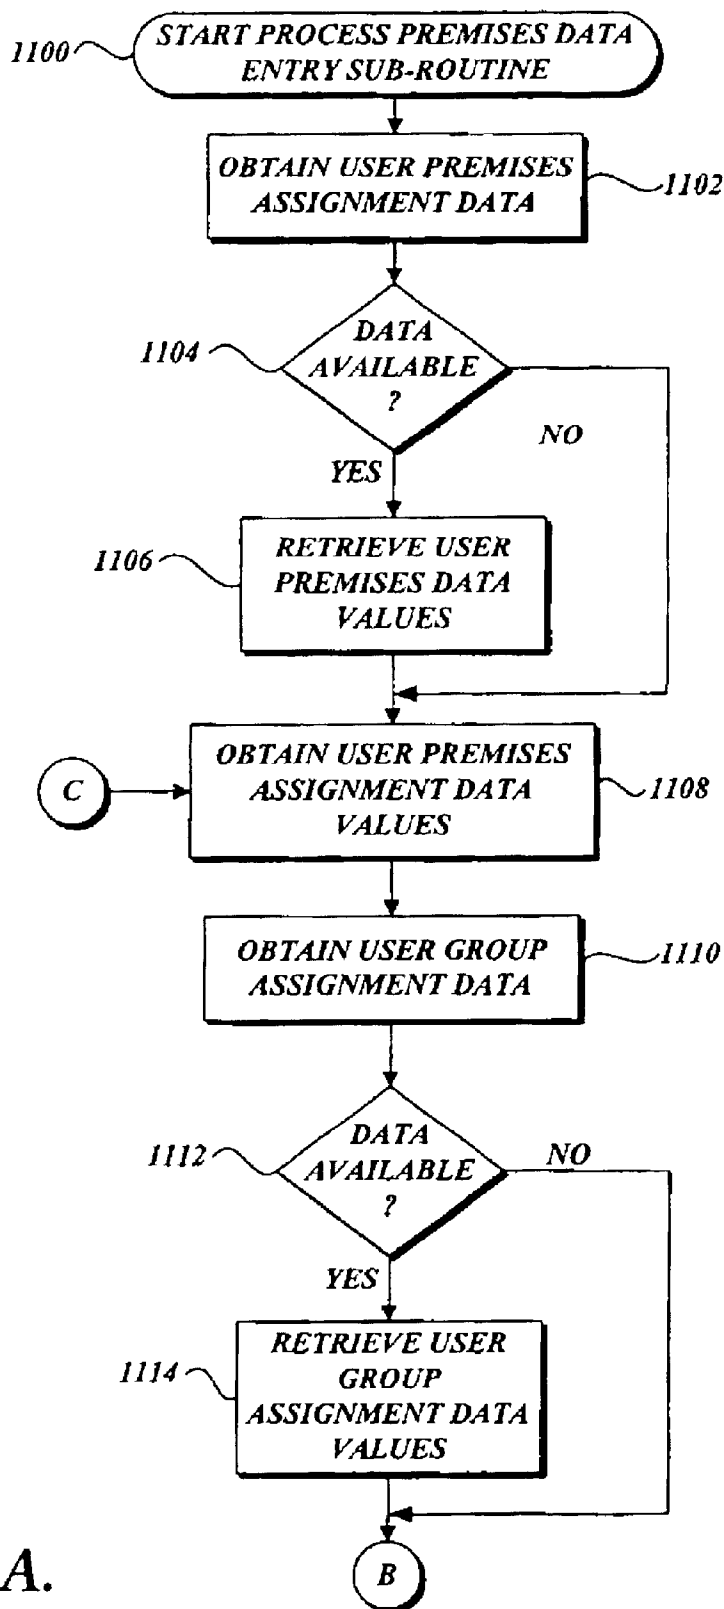 1100
START PROCESS PREMISES DATA
ENTRY SUB-ROUTINE
OBTAIN USER PREMISES
ASSIGNMENT DATA
1102
1104
DATA
AVAILABLE
?
NO
YES
1106
RETRIEVE USER
PREMISES DATA
VALUES
C
OBTAIN USER PREMISES
ASSIGNMENT DATA
VALUES
1108
OBTAIN USER GROUP
ASSIGNMENT DATA
1110
1112
DATA
AVAILABLE
?
NO
YES
1114
RETRIEVE USER
GROUP
ASSIGNMENT DATA
VALUES
A.
B